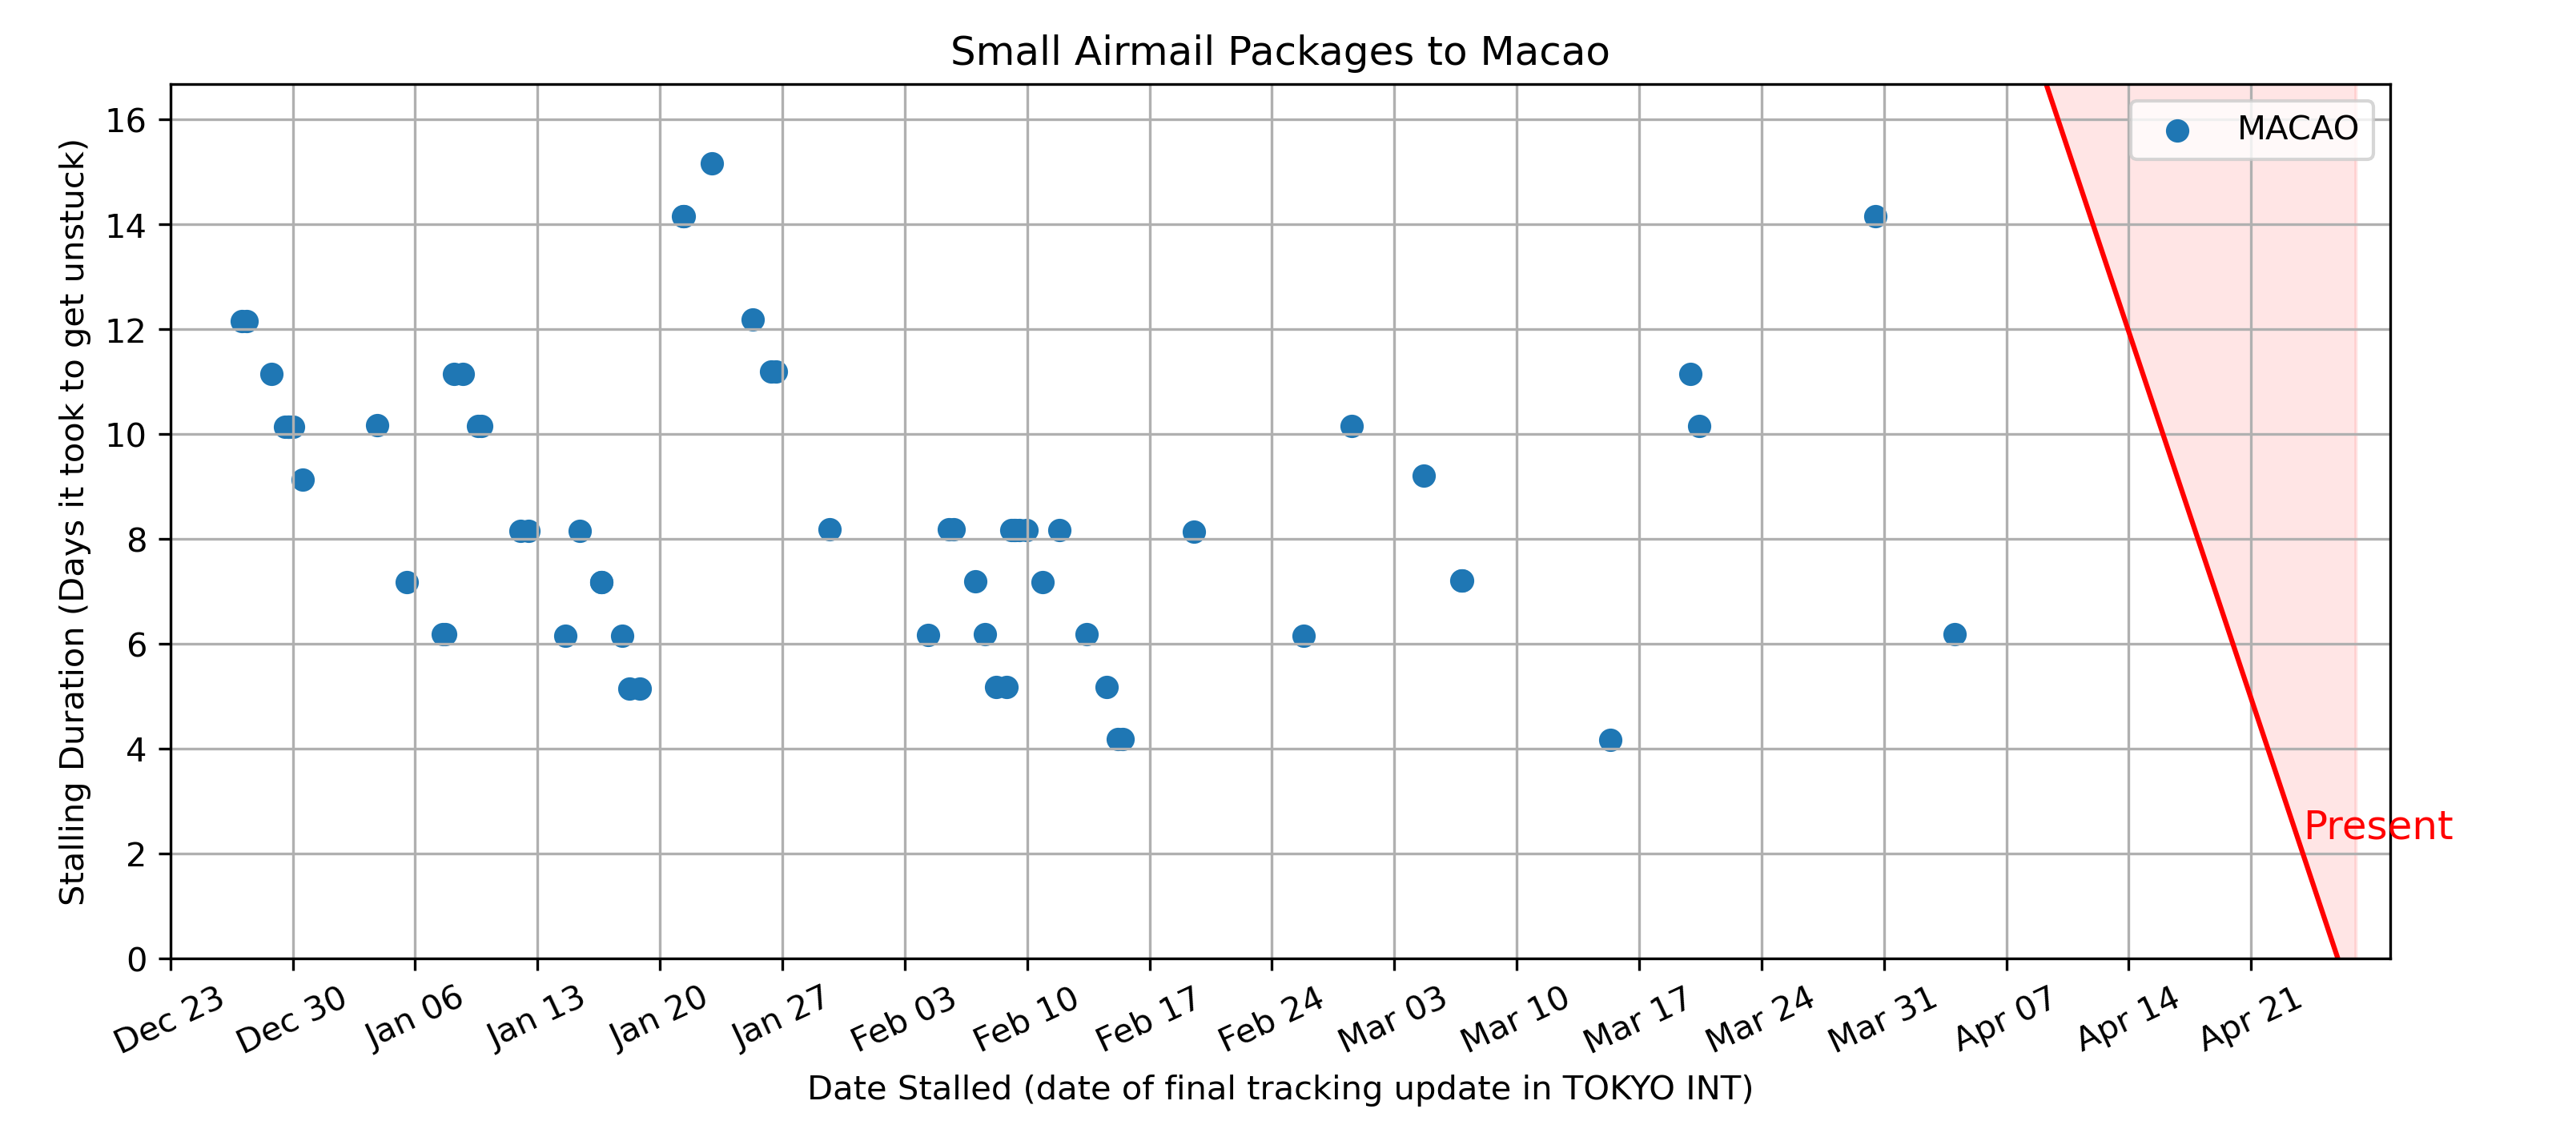 Small Airmail Packages to Macao
MACAO
Stalling Duration (Days it took to get unstuck)
16
14
12
10
8
6
4
2
0
Present
Dec 23
Dec 30
Jan 06
Jan 13
Jan 20
Jan 27
Feb 03
Feb 10
Feb 17
Feb 24
Mar 03
Mar 10
Mar 17
Mar 24
Mar 31
Apr 07
Apr 14
Apr 21
Date Stalled (date of final tracking update in TOKYO INT)